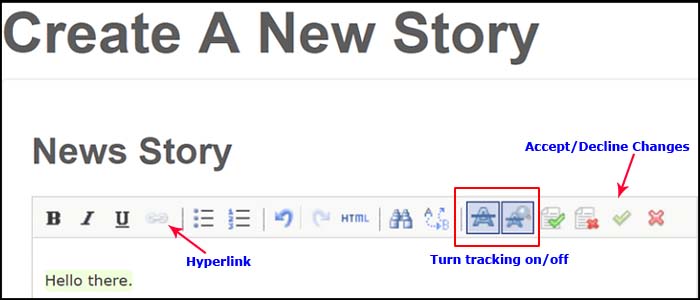 Create A New Story
News Story
Accept/Decline Changes
B I U HTML
Hyperlink
Turn tracking on/off
Hello there.